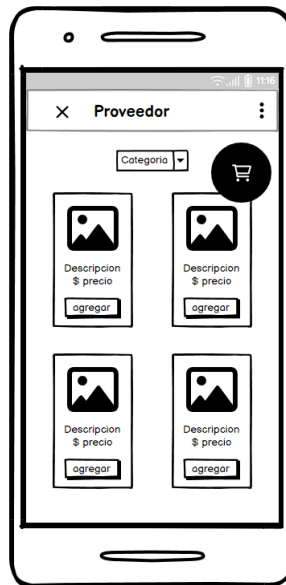 11:16
Proveedor
Categoria
Descripcion
$ precio
agregar
Descripcion
$ precio
agregar
Descripcion
$ precio
agregar
Descripcion
$ precio
agregar